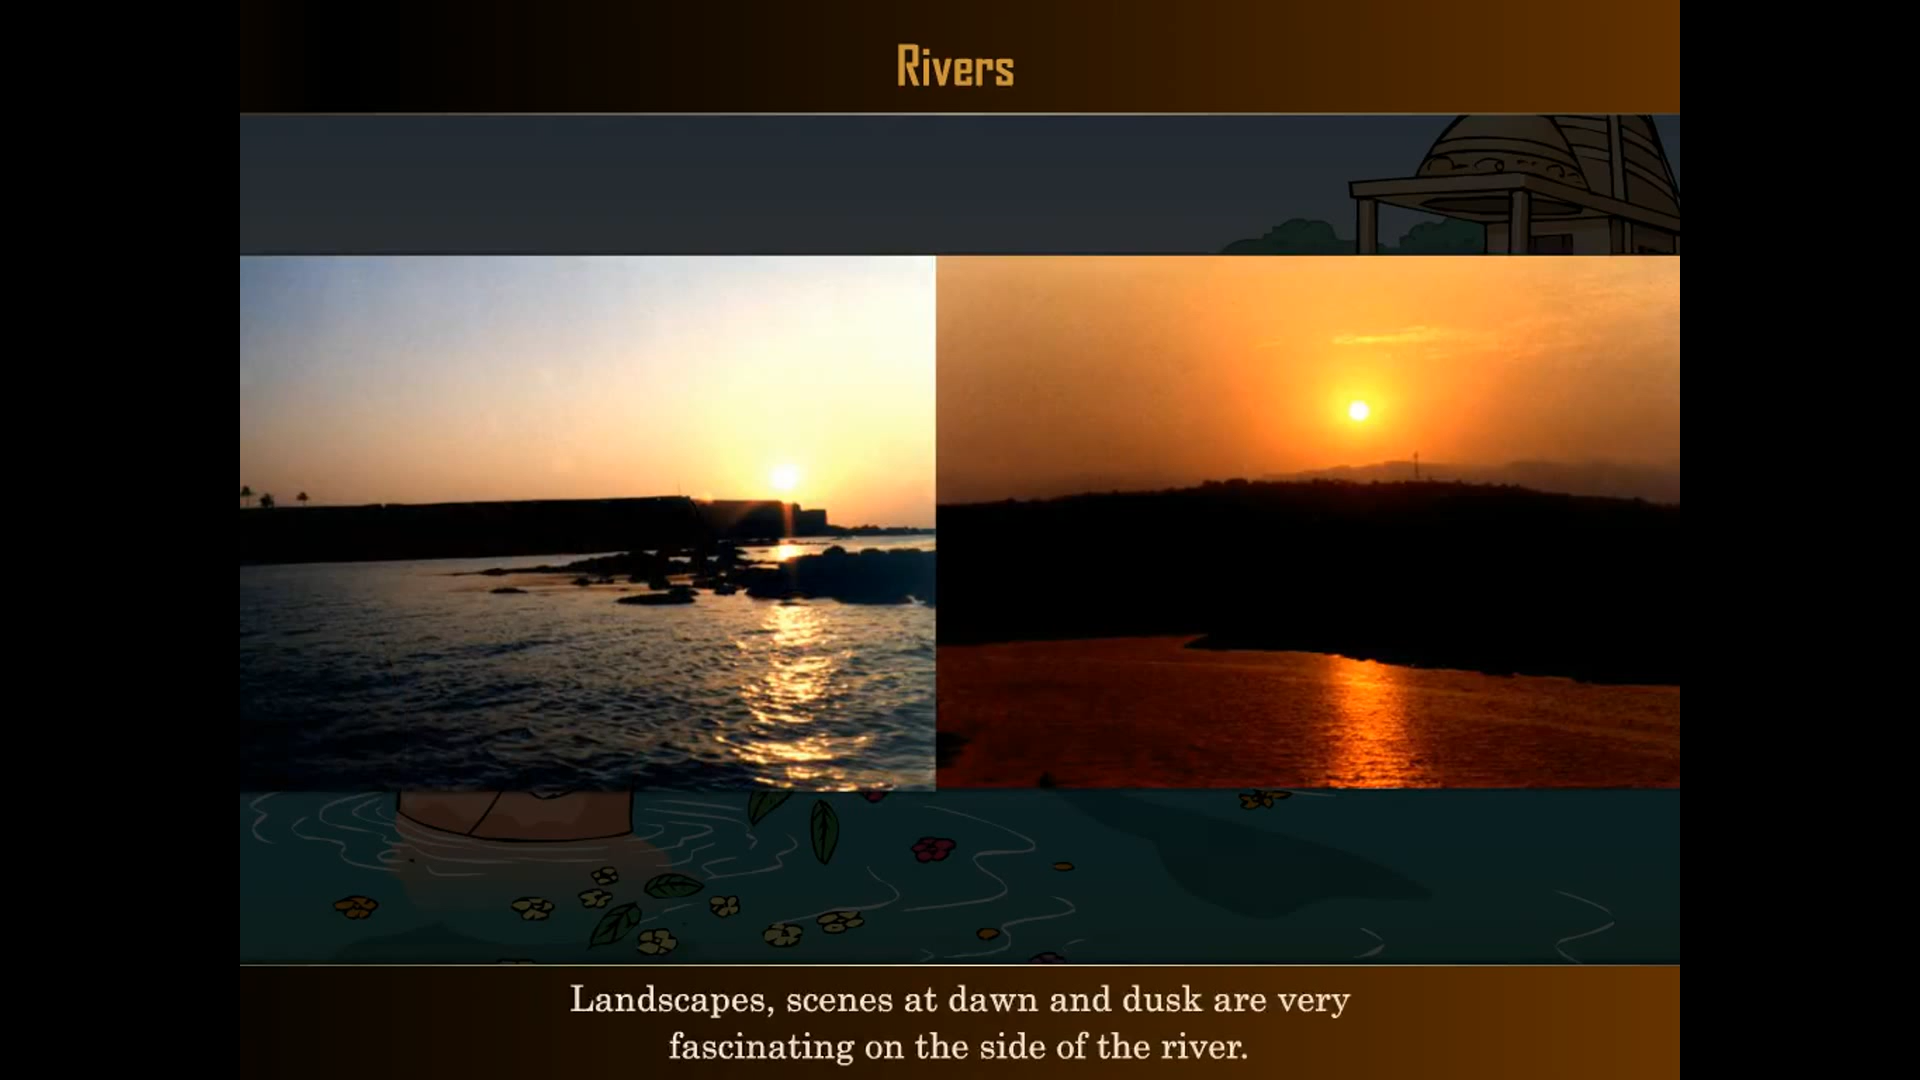 Rivers
Landscapes, scenes at dawn and dusk are very
fascinating on the side of the river.